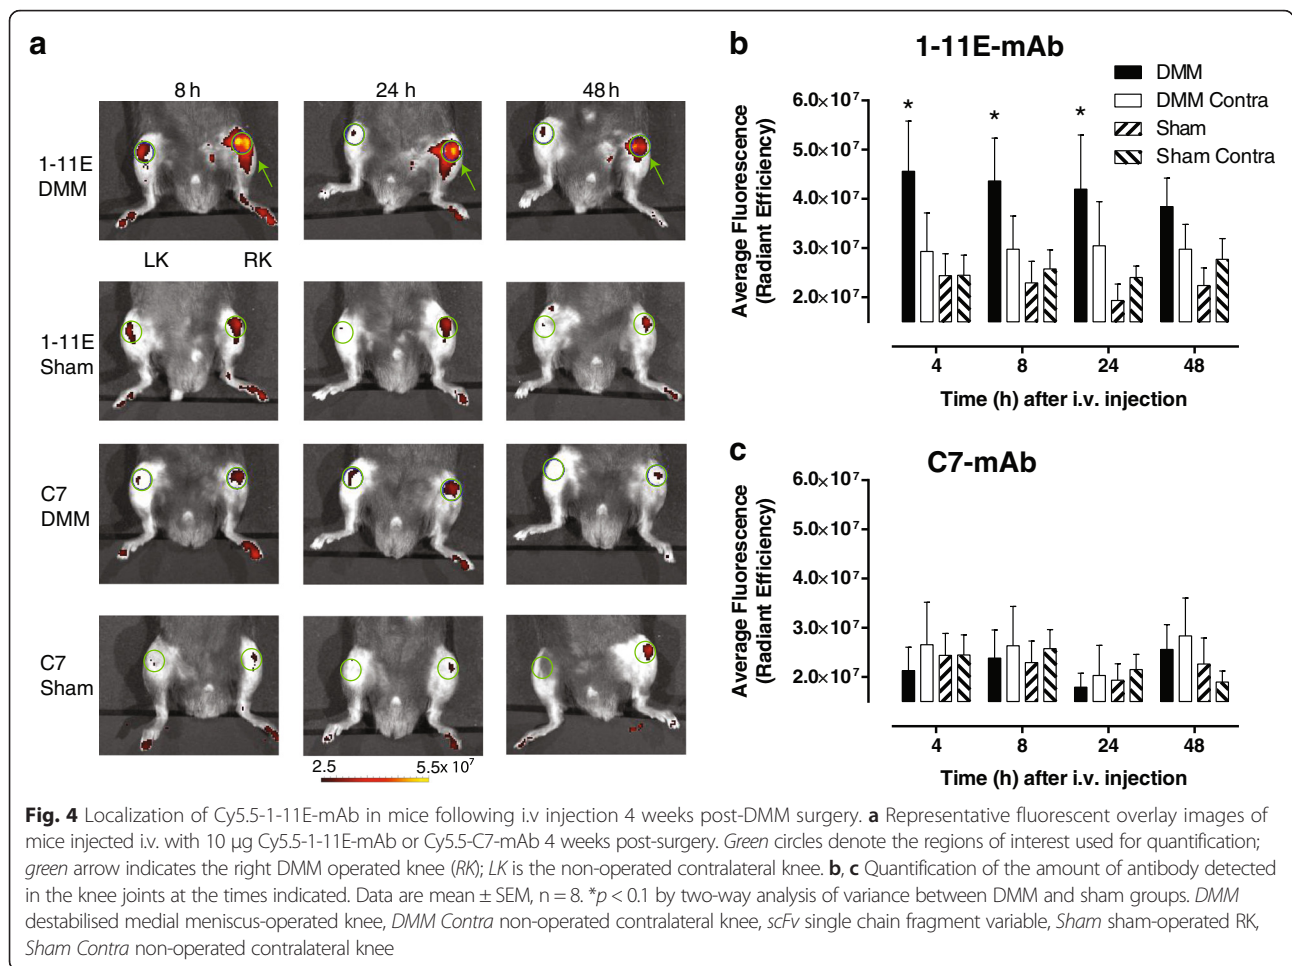 a
8 h 24 h 48 h
1-11E
DMM
LK RK
1-11E
Sham
C7
DMM
C7
Sham
2.5 5.5x 10⁷
b
1-11E-mAb
DMM
DMM Contra
Sham
Sham Contra
Average Fluorescence
(Radiant Efficiency)
6.0×10⁷
5.0×10⁷
4.0×10⁷
3.0×10⁷
2.0×10⁷
* * *
4 8 24 48
Time (h) after i.v. injection
c
C7-mAb
Average Fluorescence
(Radiant Efficiency)
6.0×10⁷
5.0×10⁷
4.0×10⁷
3.0×10⁷
2.0×10⁷
4 8 24 48
Time (h) after i.v. injection
Fig. 4 Localization of Cy5.5-1-11E-mAb in mice following i.v injection 4 weeks post-DMM surgery. a Representative fluorescent overlay images of
mice injected i.v. with 10 μg Cy5.5-1-11E-mAb or Cy5.5-C7-mAb 4 weeks post-surgery. Green circles denote the regions of interest used for quantification;
green arrow indicates the right DMM operated knee (RK); LK is the non-operated contralateral knee. b, c Quantification of the amount of antibody detected
in the knee joints at the times indicated. Data are mean ± SEM, n = 8. *p < 0.1 by two-way analysis of variance between DMM and sham groups. DMM
destabilised medial meniscus-operated knee, DMM Contra non-operated contralateral knee, scFv single chain fragment variable, Sham sham-operated RK,
Sham Contra non-operated contralateral knee